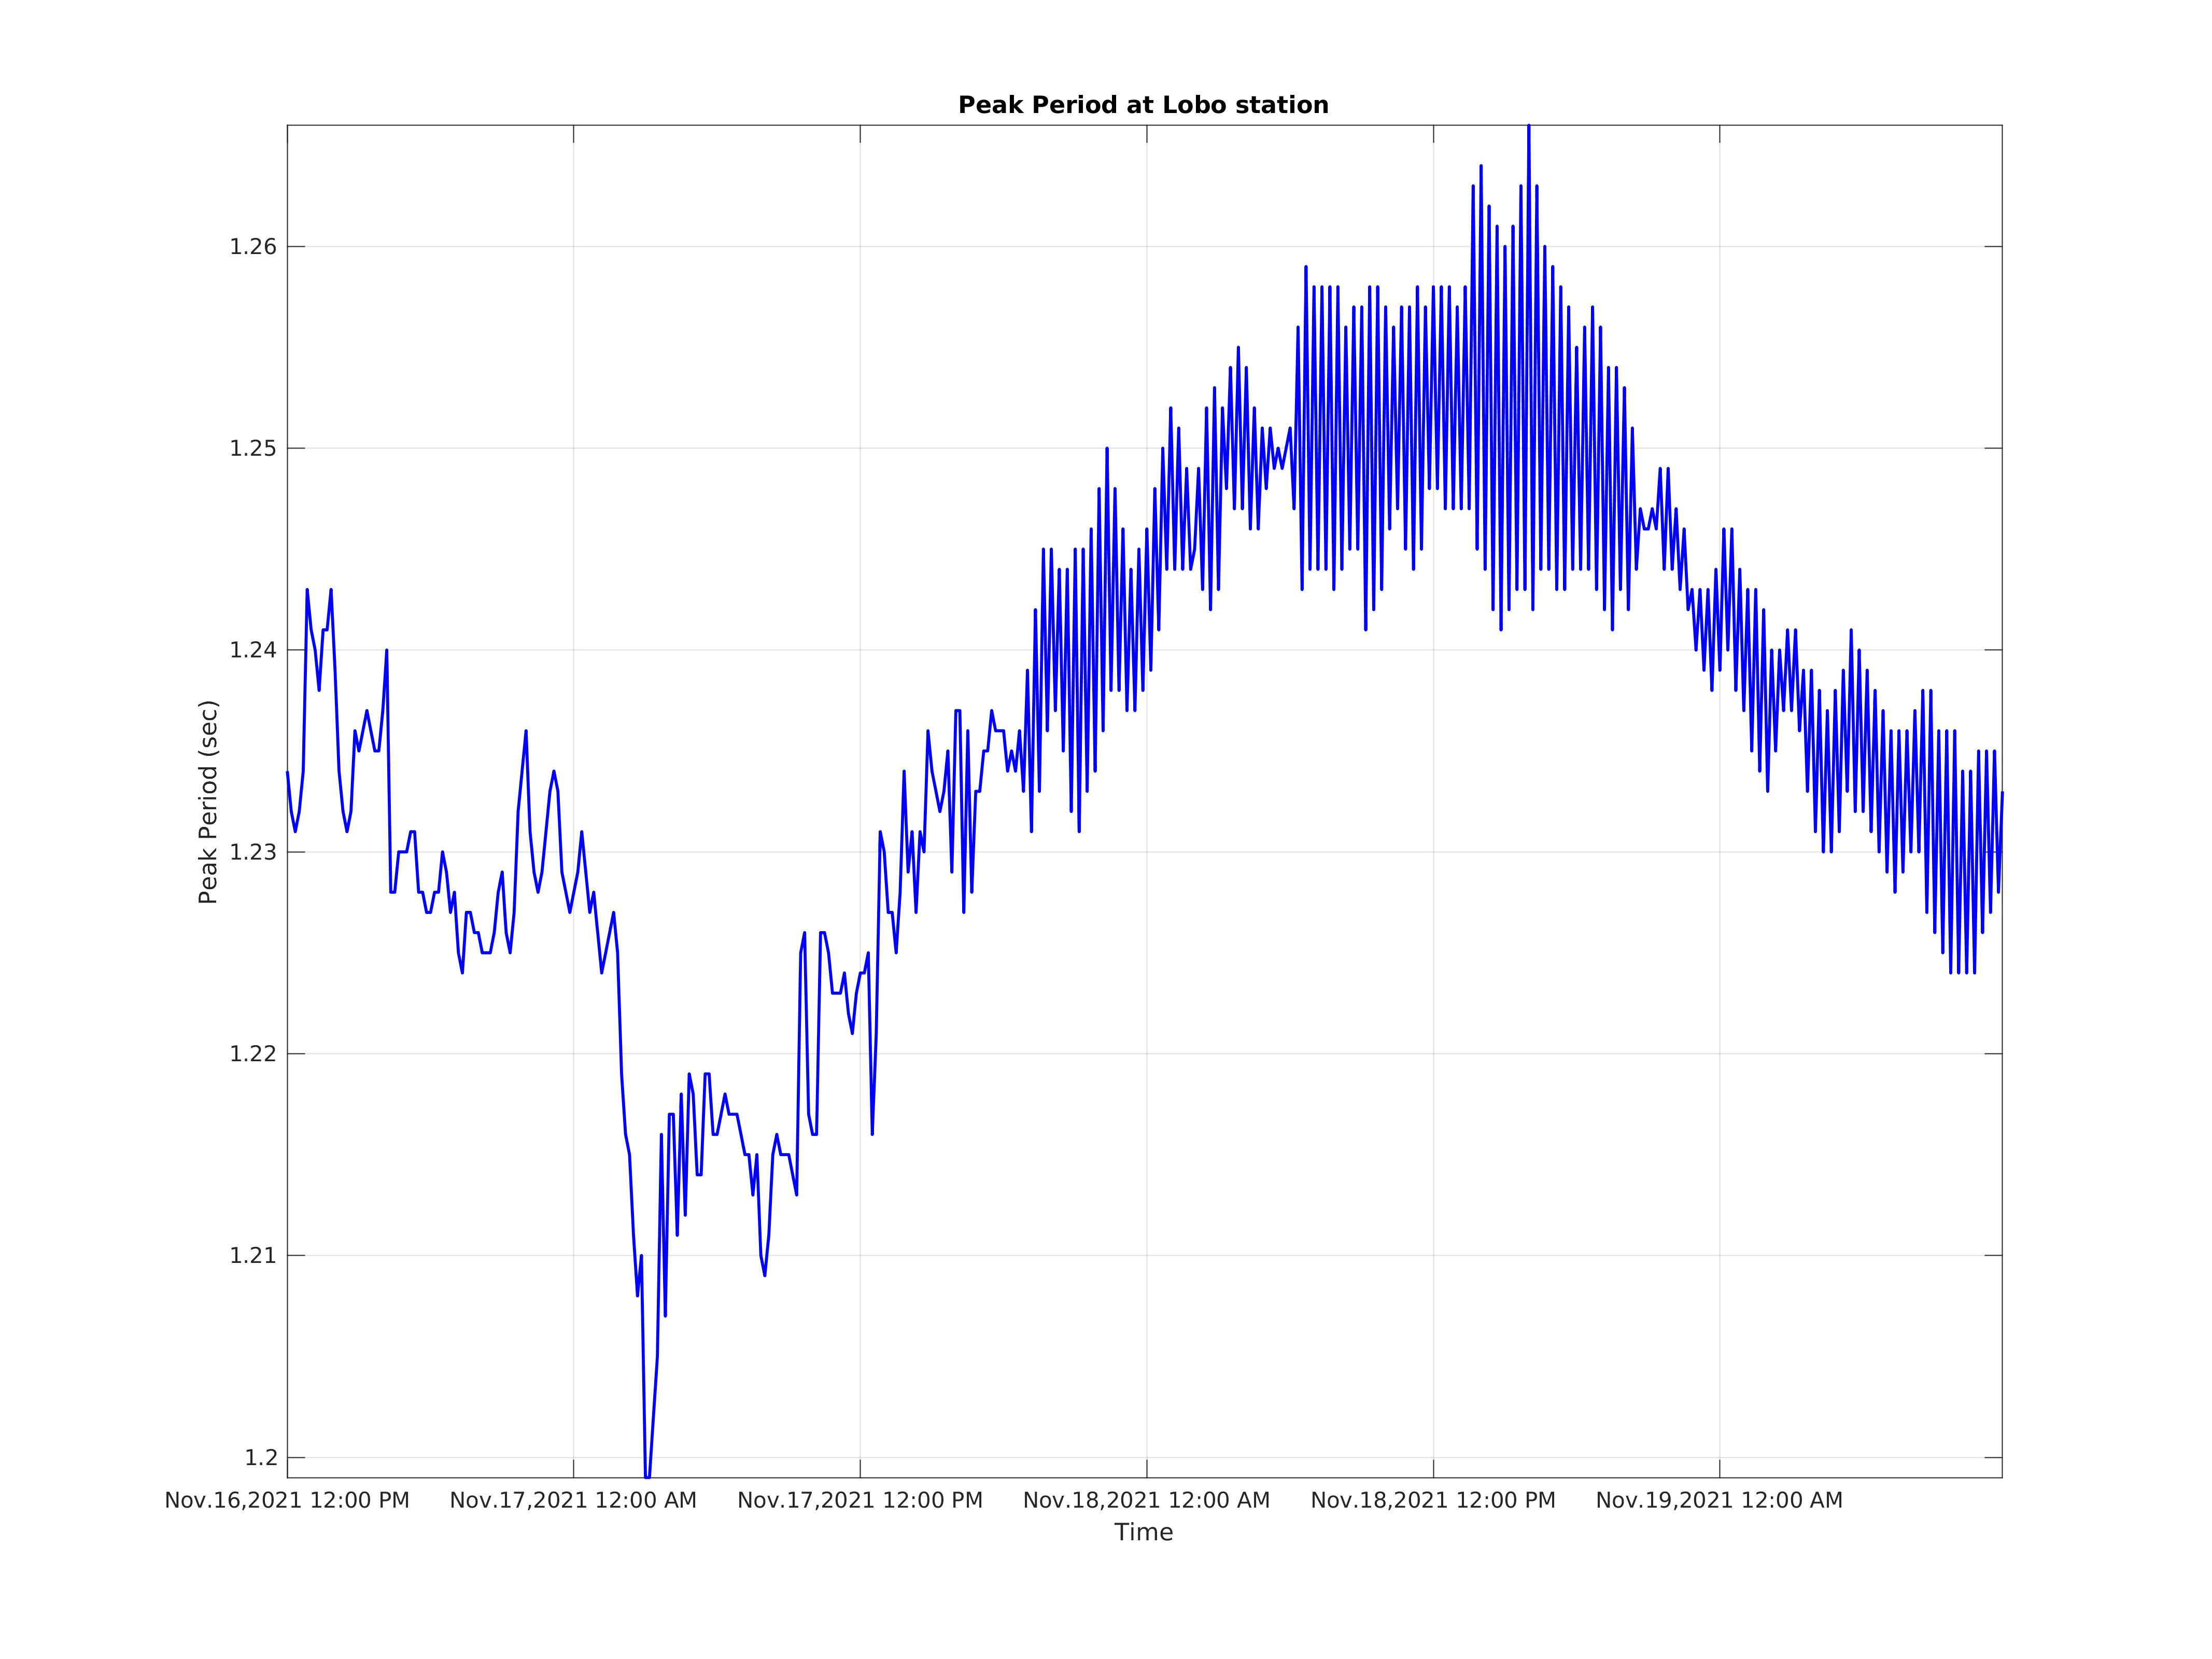 Peak Period at Lobo station
Peak Period (sec)
1.26
1.25
1.24
1.23
1.22
1.21
1.2
Nov.16,2021 12:00 PM
Nov.17,2021 12:00 AM
Nov.17,2021 12:00 PM
Nov.18,2021 12:00 AM
Nov.18,2021 12:00 PM
Nov.19,2021 12:00 AM
Time